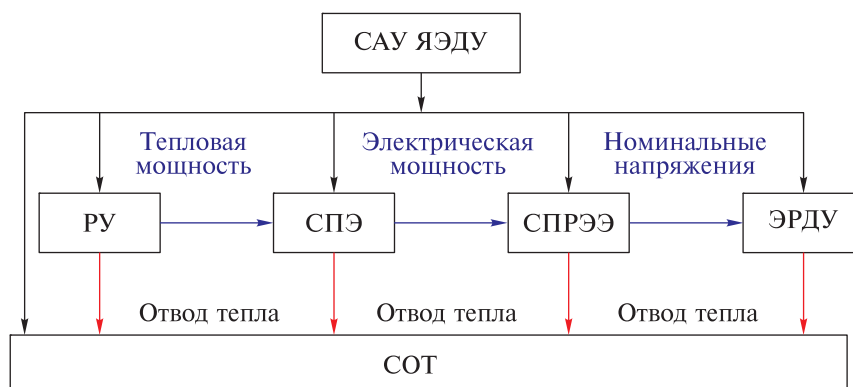 САУ ЯЭДУ
Тепловая
мощность
Электрическая
мощность
Номинальные
напряжения
РУ
СПЭ
СПРЭЭ
ЭРДУ
Отвод тепла
Отвод тепла
Отвод тепла
СОТ